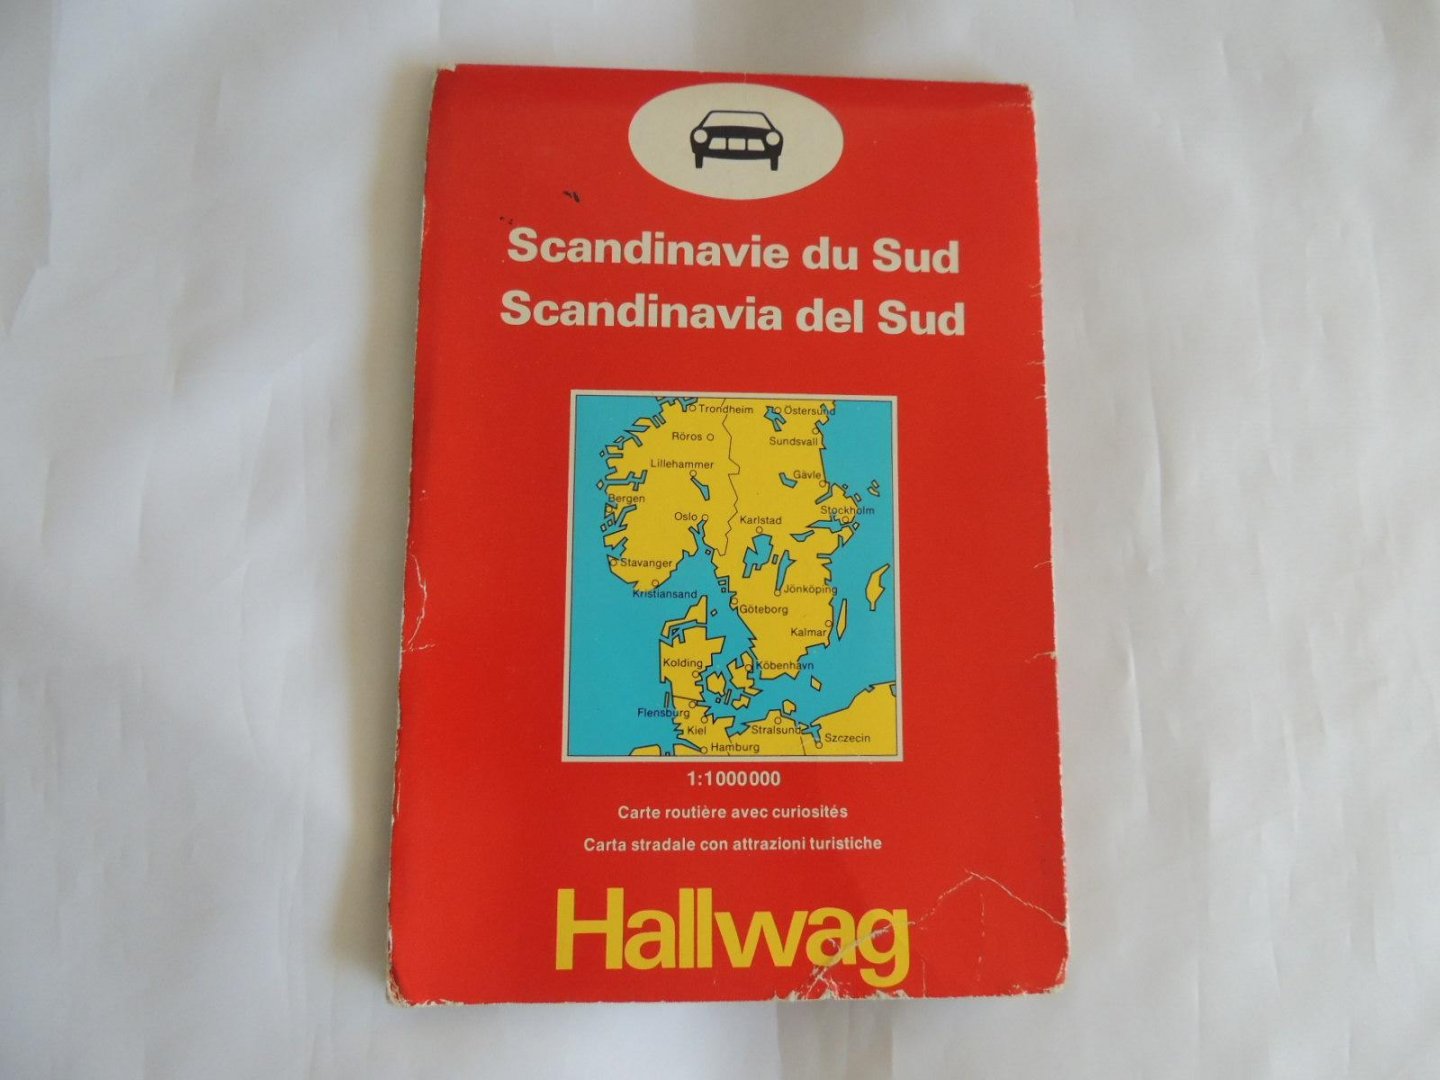 Scandinavie du Sud
Scandinavia del Sud
Trondheim
Östersund
Röros
Sundsvall
Lillehammer
Gävle
Bergen
Stockholm
Oslo
Karlstad
Stavanger
Jönköping
Kristiansand
Göteborg
Kalmar
Kolding
Köbenhavn
Flensburg
Kiel
Stralsund
Szczecin
Hamburg
1:1000000
Carte routière avec curiosités
Carta stradale con attrazioni turistiche
Hallwag